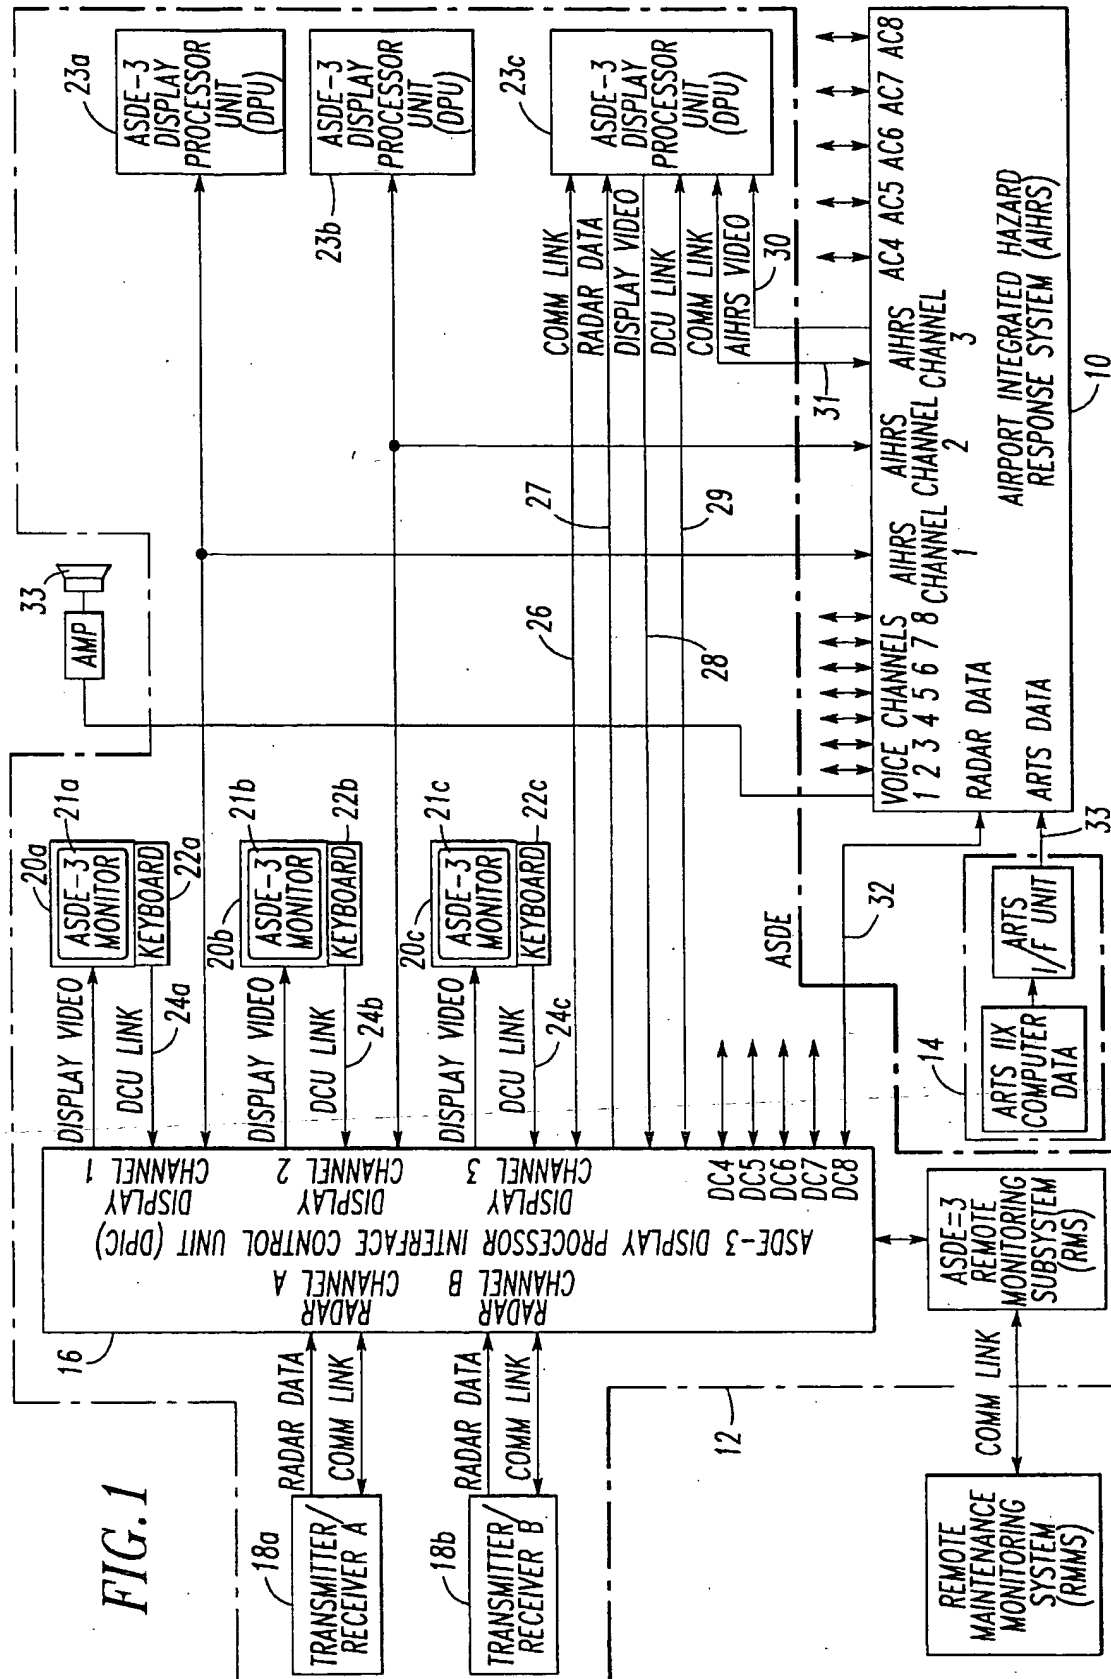 FIG.1
18a
TRANSMITTER/
RECEIVER A
RADAR DATA
COMM LINK
18b
TRANSMITTER/
RECEIVER B
RADAR DATA
COMM LINK
12
REMOTE
MAINTENANCE
MONITORING
SYSTEM
(RMMS)
COMM LINK
ASDE=3
REMOTE
MONITORING
SUBSYSTEM
(RMS)
16
RADAR
CHANNEL A
RADAR
CHANNEL B
ASDE-3 DISPLAY PROCESSOR INTERFACE CONTROL UNIT (DPIC)
DISPLAY
CHANNEL 1
DISPLAY
CHANNEL 2
DISPLAY
CHANNEL 3
DC4
DC5
DC6
DC7
DC8
DISPLAY VIDEO
DCU LINK
24a
20a
21a
ASDE-3
MONITOR
KEYBOARD
22a
DISPLAY VIDEO
DCU LINK
24b
20b
21b
ASDE-3
MONITOR
KEYBOARD
22b
DISPLAY VIDEO
DCU LINK
24c
20c
21c
ASDE-3
MONITOR
KEYBOARD
22c
AMP
33
23a
ASDE-3
DISPLAY
PROCESSOR
UNIT
(DPU)
23b
ASDE-3
DISPLAY
PROCESSOR
UNIT
(DPU)
23c
ASDE-3
DISPLAY
PROCESSOR
UNIT
(DPU)
26
27
28
29
COMM LINK
RADAR DATA
DISPLAY VIDEO
DCU LINK
COMM LINK
AIHRS VIDEO
30
31
ASDE
32
14
ARTS IIX
COMPUTER
DATA
ARTS
I/F UNIT
33
VOICE CHANNELS
1 2 3 4 5 6 7 8
RADAR DATA
ARTS DATA
AIHRS
CHANNEL
1
AIHRS
CHANNEL
2
AIHRS
CHANNEL
3
AC4 AC5 AC6 AC7 AC8
AIRPORT INTEGRATED HAZARD
RESPONSE SYSTEM (AIHRS)
10